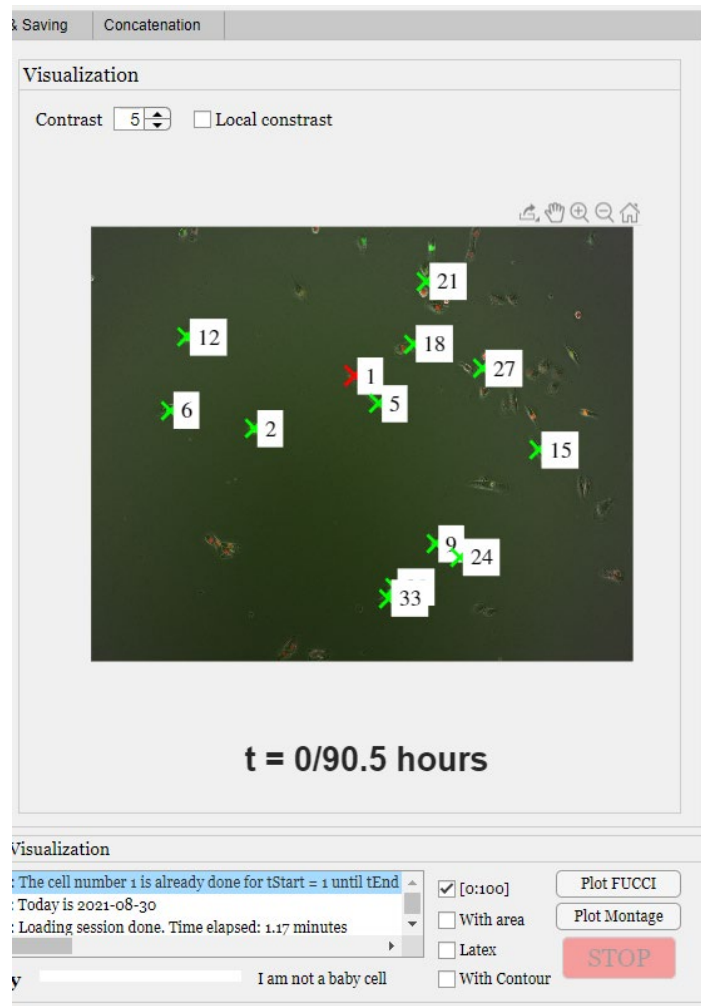 & Saving Concatenation
Visualization
Contrast 5 Local constrast
21
12
18
27
1
5
6
2
15
9
24
33
t = 0/90.5 hours
Visualization
: The cell number 1 is already done for tStart = 1 until tEnd
: Today is 2021-08-30
: Loading session done. Time elapsed: 1.17 minutes
[0:100]
With area
Latex
With Contour
Plot FUCCI
Plot Montage
STOP
y I am not a baby cell